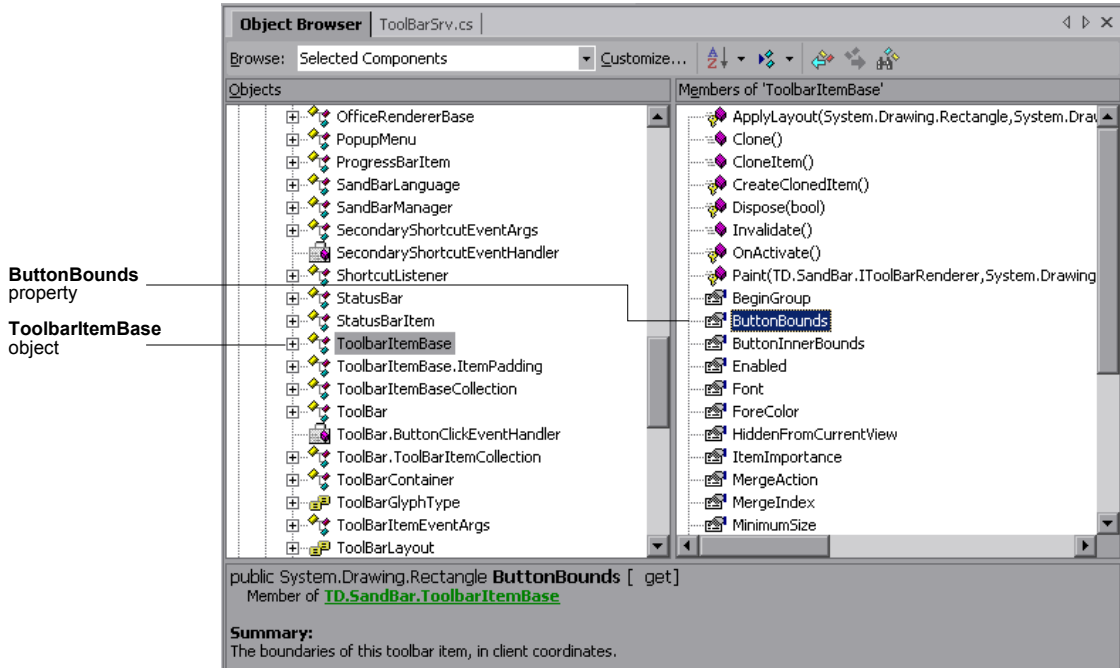 Object Browser ToolBarSrv.cs
Browse: Selected Components Customize...
Objects
OfficeRendererBase
PopupMenu
ProgressBarItem
SandBarLanguage
SandBarManager
SecondaryShortcutEventArgs
SecondaryShortcutEventHandler
ShortcutListener
StatusBar
StatusBarItem
ToolbarItemBase
ToolbarItemBase.ItemPadding
ToolbarItemBaseCollection
ToolBar
ToolBar.ButtonClickEventHandler
ToolBar.ToolBarItemCollection
ToolBarContainer
ToolBarGlyphType
ToolBarItemEventArgs
ToolBarLayout
Members of 'ToolbarItemBase'
ApplyLayout(System.Drawing.Rectangle,System.Drav
Clone()
CloneItem()
CreateClonedItem()
Dispose(bool)
Invalidate()
OnActivate()
Paint(TD.SandBar.IToolBarRenderer,System.Drawing
BeginGroup
ButtonBounds
ButtonInnerBounds
Enabled
Font
ForeColor
HiddenFromCurrentView
ItemImportance
MergeAction
MergeIndex
MinimumSize
ButtonBounds
property
ToolbarItemBase
object
public System.Drawing.Rectangle ButtonBounds [ get]
Member of TD.SandBar.ToolbarItemBase
Summary:
The boundaries of this toolbar item, in client coordinates.